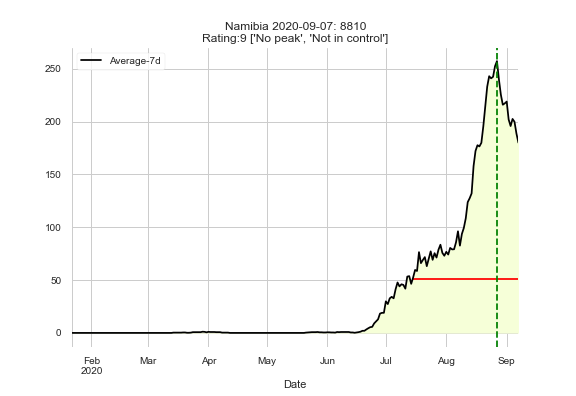 Namibia 2020-09-07: 8810
Rating:9 ['No peak', 'Not in control']
Average-7d
250
200
150
100
50
0
Feb Mar Apr May Jun Jul Aug Sep
2020
Date